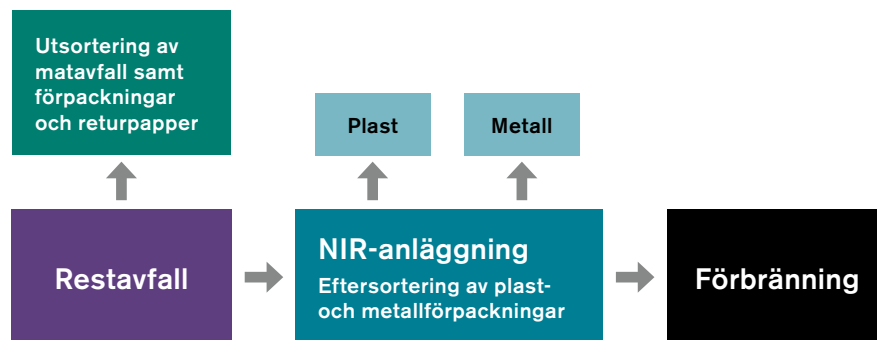 Utsortering av
matavfall samt
förpackningar
och returpapper
Plast
Metall
Restavfall
NIR-anläggning
Eftersortering av plast-
och metallförpackningar
Förbränning